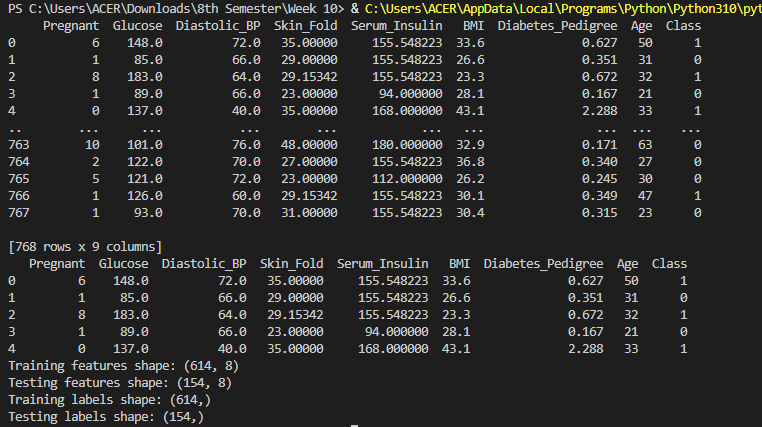 PS C:\Users\ACER\Downloads\8th Semester\Week 10> & C:\Users\ACER\AppData\Local\Programs\Python\Python310\pyt
Pregnant Glucose Diastolic_BP Skin_Fold Serum_Insulin BMI Diabetes_Pedigree Age Class
0 6 148.0 72.0 35.00000 155.548223 33.6 0.627 50 1
1 1 85.0 66.0 29.00000 155.548223 26.6 0.351 31 0
2 8 183.0 64.0 29.15342 155.548223 23.3 0.672 32 1
3 1 89.0 66.0 23.00000 94.000000 28.1 0.167 21 0
4 0 137.0 40.0 35.00000 168.000000 43.1 2.288 33 1
.. ... ... ... ... ... ... ... ... ...
763 10 101.0 76.0 48.00000 180.000000 32.9 0.171 63 0
764 2 122.0 70.0 27.00000 155.548223 36.8 0.340 27 0
765 5 121.0 72.0 23.00000 112.000000 26.2 0.245 30 0
766 1 126.0 60.0 29.15342 155.548223 30.1 0.349 47 1
767 1 93.0 70.0 31.00000 155.548223 30.4 0.315 23 0
[768 rows x 9 columns]
Pregnant Glucose Diastolic_BP Skin_Fold Serum_Insulin BMI Diabetes_Pedigree Age Class
0 6 148.0 72.0 35.00000 155.548223 33.6 0.627 50 1
1 1 85.0 66.0 29.00000 155.548223 26.6 0.351 31 0
2 8 183.0 64.0 29.15342 155.548223 23.3 0.672 32 1
3 1 89.0 66.0 23.00000 94.000000 28.1 0.167 21 0
4 0 137.0 40.0 35.00000 168.000000 43.1 2.288 33 1
Training features shape: (614, 8)
Testing features shape: (154, 8)
Training labels shape: (614,)
Testing labels shape: (154,)